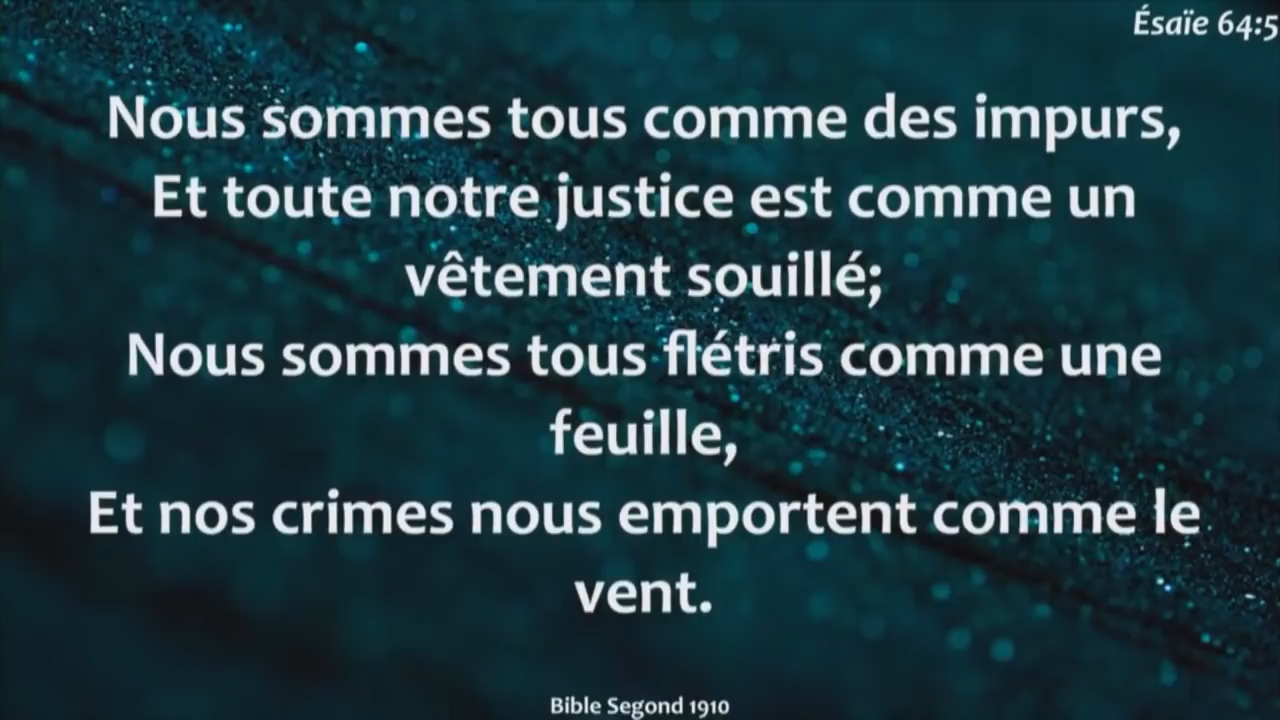 Ésaïe 64:5
Nous sommes tous comme des impurs,
Et toute notre justice est comme un
vêtement souillé;
Nous sommes tous flétris comme une
feuille,
Et nos crimes nous emportent comme le
vent.
Bible Segond 1910